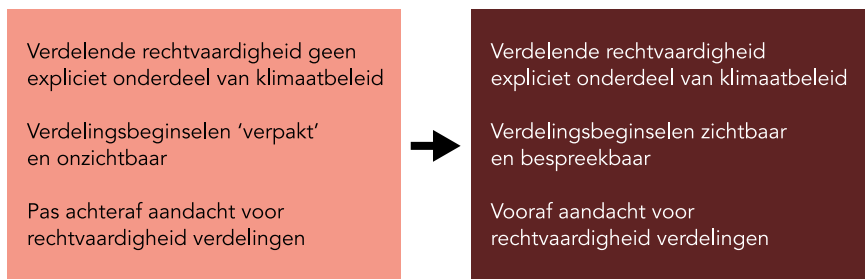 Verdelende rechtvaardigheid geen
expliciet onderdeel van klimaatbeleid
Verdelingsbeginselen ‘verpakt’
en onzichtbaar
Pas achteraf aandacht voor
rechtvaardigheid verdelingen
Verdelende rechtvaardigheid
expliciet onderdeel van klimaatbeleid
Verdelingsbeginselen zichtbaar
en bespreekbaar
Vooraf aandacht voor
rechtvaardigheid verdelingen